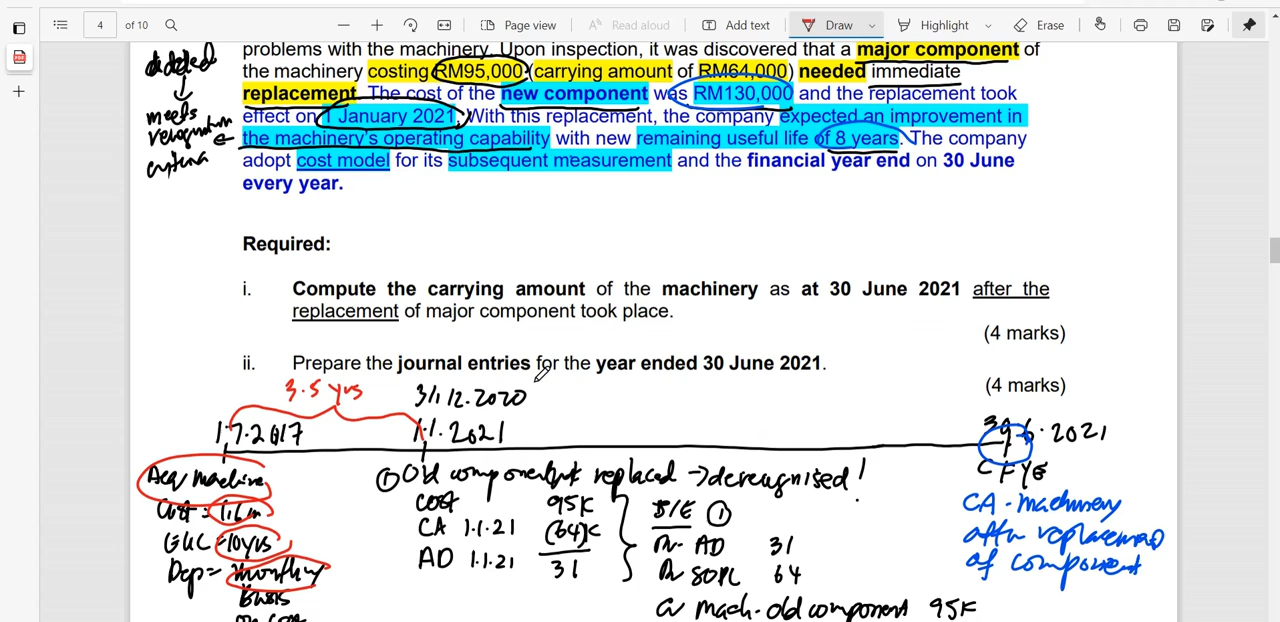 4 of 10
Page view
Read aloud
Add text
Draw
Highlight
Erase
added
meets
recognition
criteria
problems with the machinery. Upon inspection, it was discovered that a major component of
the machinery costing RM95,000 (carrying amount of RM64,000) needed immediate
replacement. The cost of the new component was RM130,000 and the replacement took
effect on 1 January 2021. With this replacement, the company expected an improvement in
the machinery's operating capability with new remaining useful life of 8 years. The company
adopt cost model for its subsequent measurement and the financial year end on 30 June
every year.
Required:
i. Compute the carrying amount of the machinery as at 30 June 2021 after the
replacement of major component took place.
(4 marks)
ii. Prepare the journal entries for the year ended 30 June 2021.
(4 marks)
3.5 yrs
31.12.2020
1.7.2017 1.1.2021 30.6.2021
CFYE
Acq machine
Cost = 1.6m
EUL = 10yrs
Dep = monthly
basis
① Old component replaced → derecognised!
Cost 95K
CA 1.1.21 (64)K
AD 1.1.21 31
J/E ①
Dr AD 31
Dr SOPL 64
Cr mach-old component 95K
CA - machinery
after replacement
of component